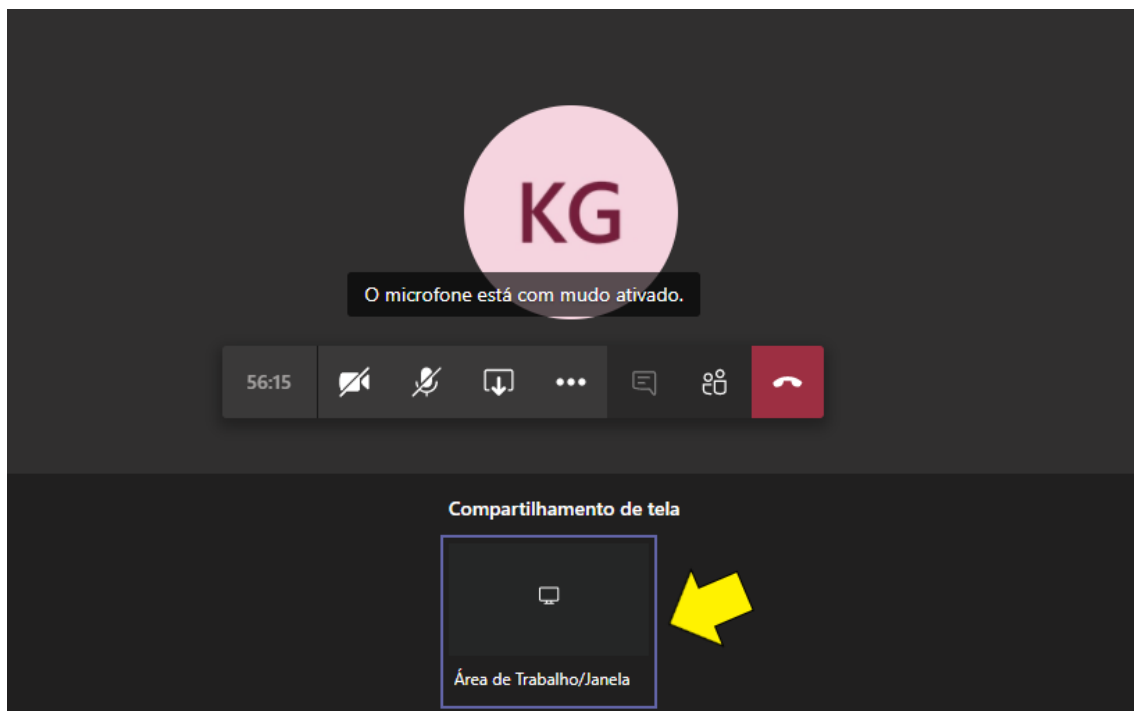 KG
O microfone está com mudo ativado.
56:15
Compartilhamento de tela
Área de Trabalho/Janela